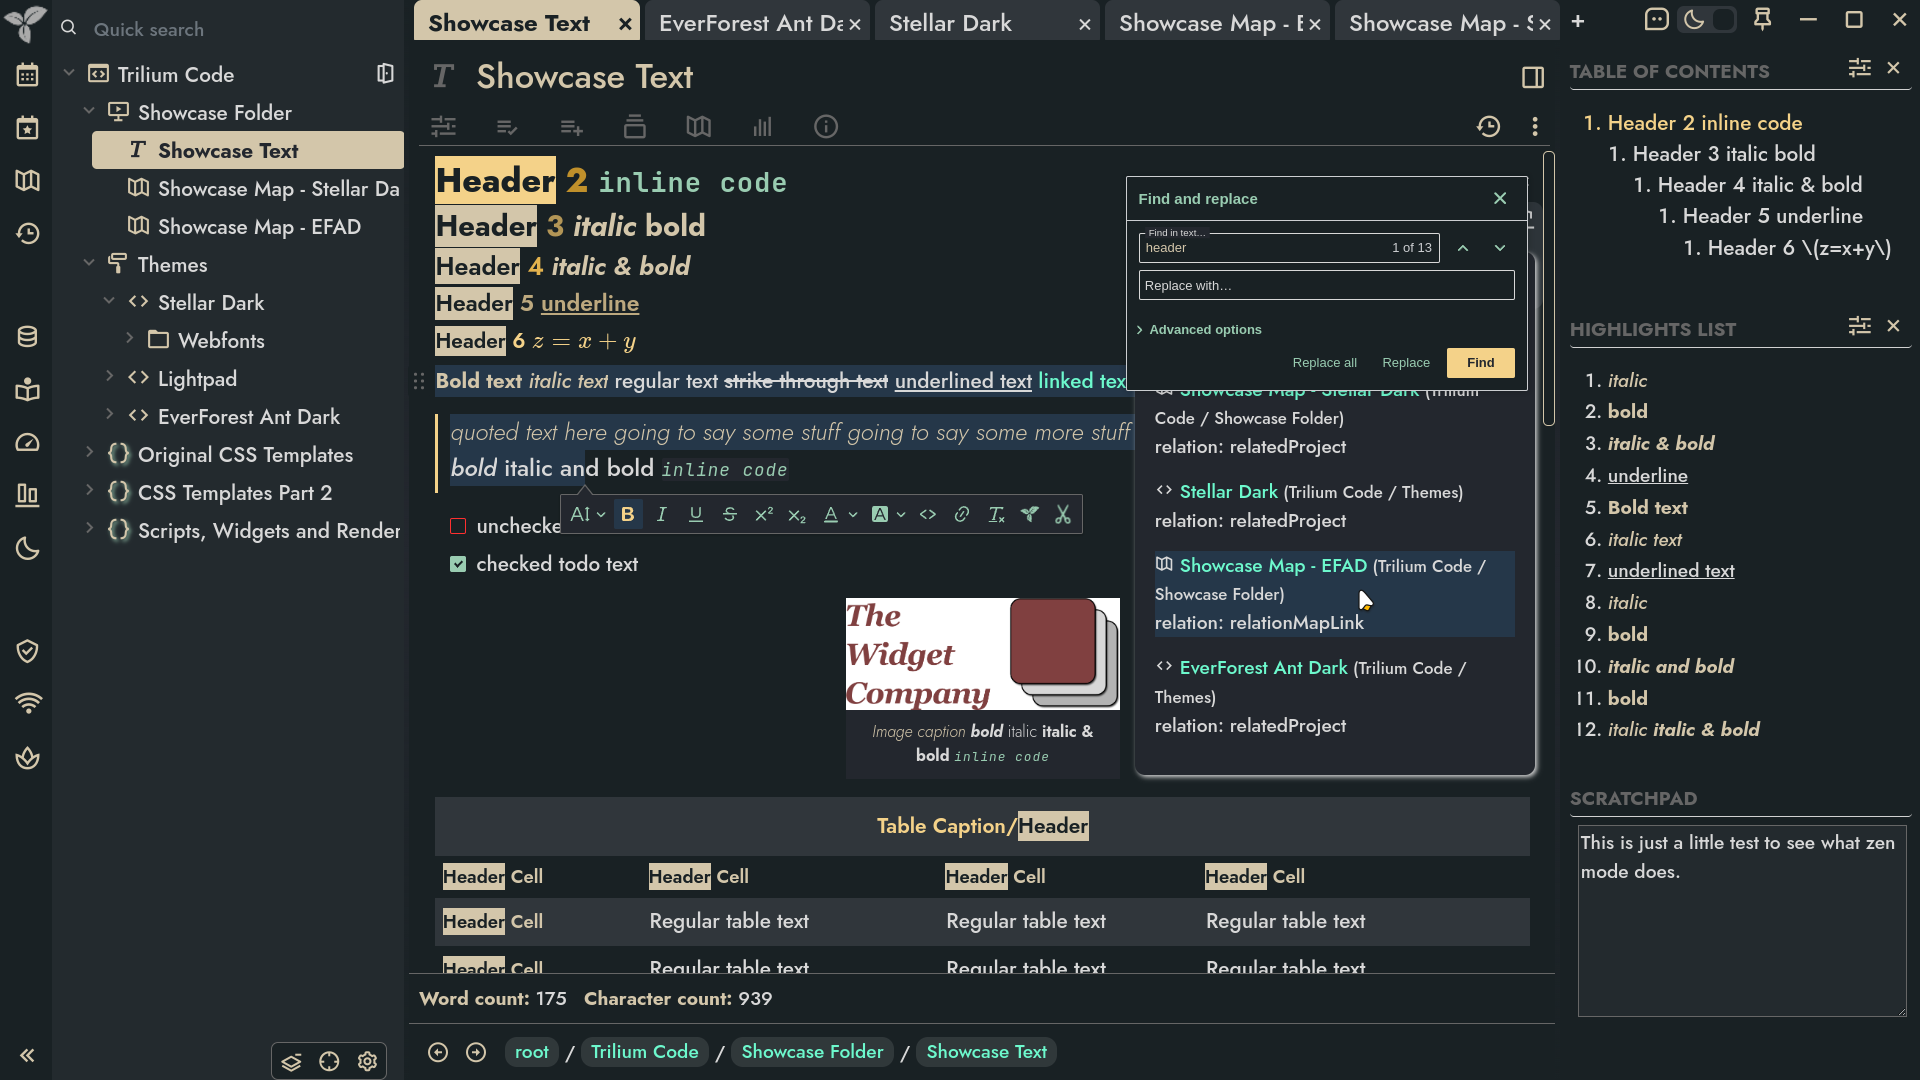 Quick search
Trilium Code
Showcase Folder
Showcase Text
Showcase Map - Stellar Da
Showcase Map - EFAD
Themes
Stellar Dark
Webfonts
Lightpad
EverForest Ant Dark
Original CSS Templates
CSS Templates Part 2
Scripts, Widgets and Render
Showcase Text
EverForest Ant Da
Stellar Dark
Showcase Map - E
Showcase Map - S
Showcase Text
Header 2 inline code
Header 3 italic bold
Header 4 italic & bold
Header 5 underline
Header 6 z = x + y
Bold text italic text regular text strike through text underlined text linked tex
quoted text here going to say some stuff going to say some more stuff
bold italic and bold inline code
unchecke
checked todo text
The
Widget
Company
Image caption bold italic italic &
bold inline code
Find and replace
Find in text…
header 1 of 13
Replace with…
Advanced options
Replace all Replace Find
Showcase Map - Stellar Dark (Trilium
Code / Showcase Folder)
relation: relatedProject
Stellar Dark (Trilium Code / Themes)
relation: relatedProject
Showcase Map - EFAD (Trilium Code /
Showcase Folder)
relation: relationMapLink
EverForest Ant Dark (Trilium Code /
Themes)
relation: relatedProject
Table Caption/Header
Header Cell Header Cell Header Cell Header Cell
Header Cell Regular table text Regular table text Regular table text
Header Cell Regular table text Regular table text Regular table text
Word count: 175 Character count: 939
root / Trilium Code / Showcase Folder / Showcase Text
TABLE OF CONTENTS
1. Header 2 inline code
1. Header 3 italic bold
1. Header 4 italic & bold
1. Header 5 underline
1. Header 6 \(z=x+y\)
HIGHLIGHTS LIST
1. italic
2. bold
3. italic & bold
4. underline
5. Bold text
6. italic text
7. underlined text
8. italic
9. bold
10. italic and bold
11. bold
12. italic italic & bold
SCRATCHPAD
This is just a little test to see what zen
mode does.